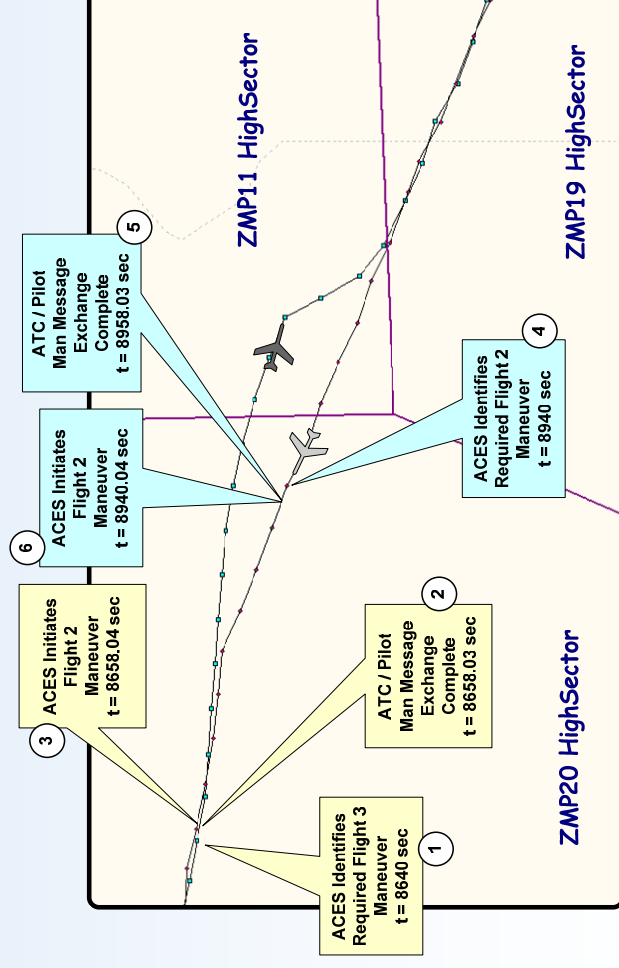 ACES Identifies
Required Flight 3
Maneuver
t = 8640 sec
1
ATC / Pilot
Man Message
Exchange
Complete
t = 8658.03 sec
2
3
ACES Initiates
Flight 2
Maneuver
t = 8658.04 sec
ACES Identifies
Required Flight 2
Maneuver
t = 8940 sec
4
ATC / Pilot
Man Message
Exchange
Complete
t = 8958.03 sec
5
6
ACES Initiates
Flight 2
Maneuver
t = 8940.04 sec
ZMP11 HighSector
ZMP20 HighSector
ZMP19 HighSector